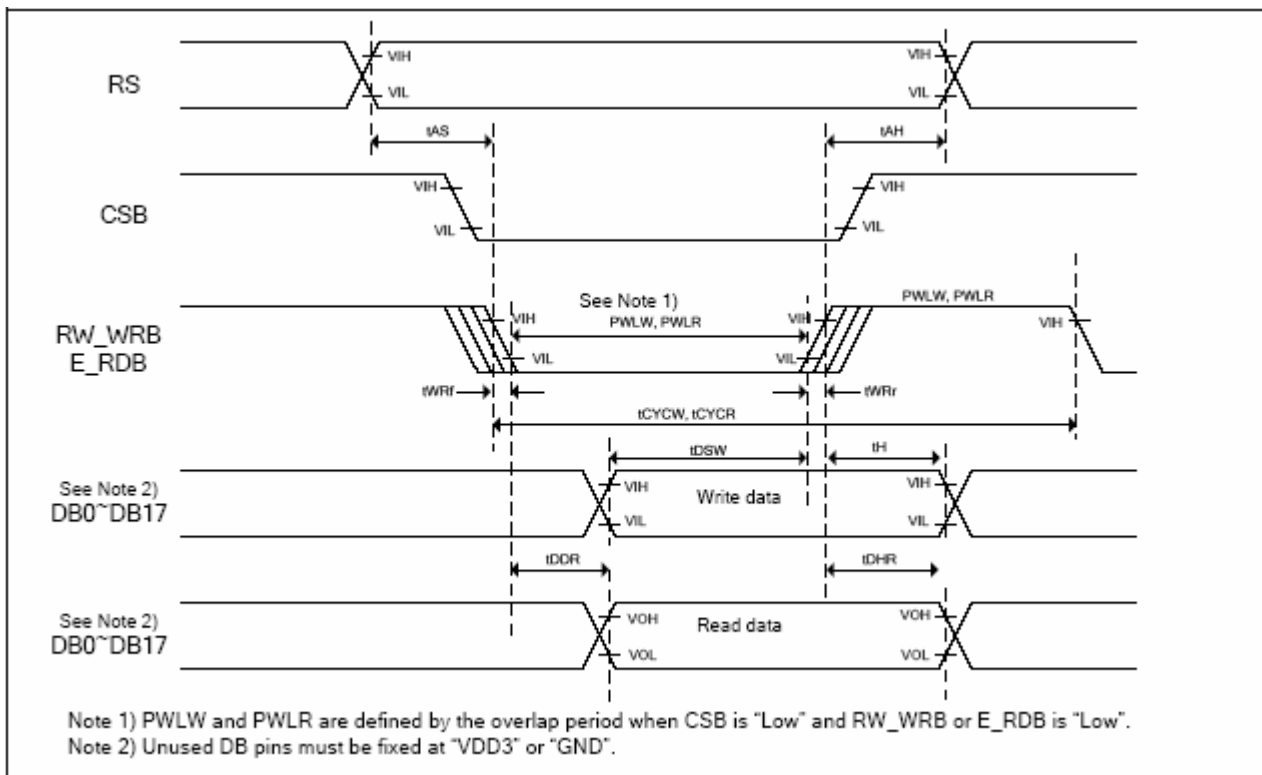 RS
VIH
VIL
VIH
VIL
tAS
tAH
CSB
VIH
VIL
VIH
VIL
RW_WRB
E_RDB
See Note 1)
PWLW, PWLR
PWLW, PWLR
VIH
VIL
VIH
VIL
VIH
tWRf
tWRr
tCYCW, tCYCR
tDSW
tH
See Note 2)
DB0~DB17
VIH
VIL
Write data
VIH
VIL
tDDR
tDHR
See Note 2)
DB0~DB17
VOH
VOL
Read data
VOH
VOL
Note 1) PWLW and PWLR are defined by the overlap period when CSB is “Low” and RW_WRB or E_RDB is “Low”.
Note 2) Unused DB pins must be fixed at “VDD3” or “GND”.